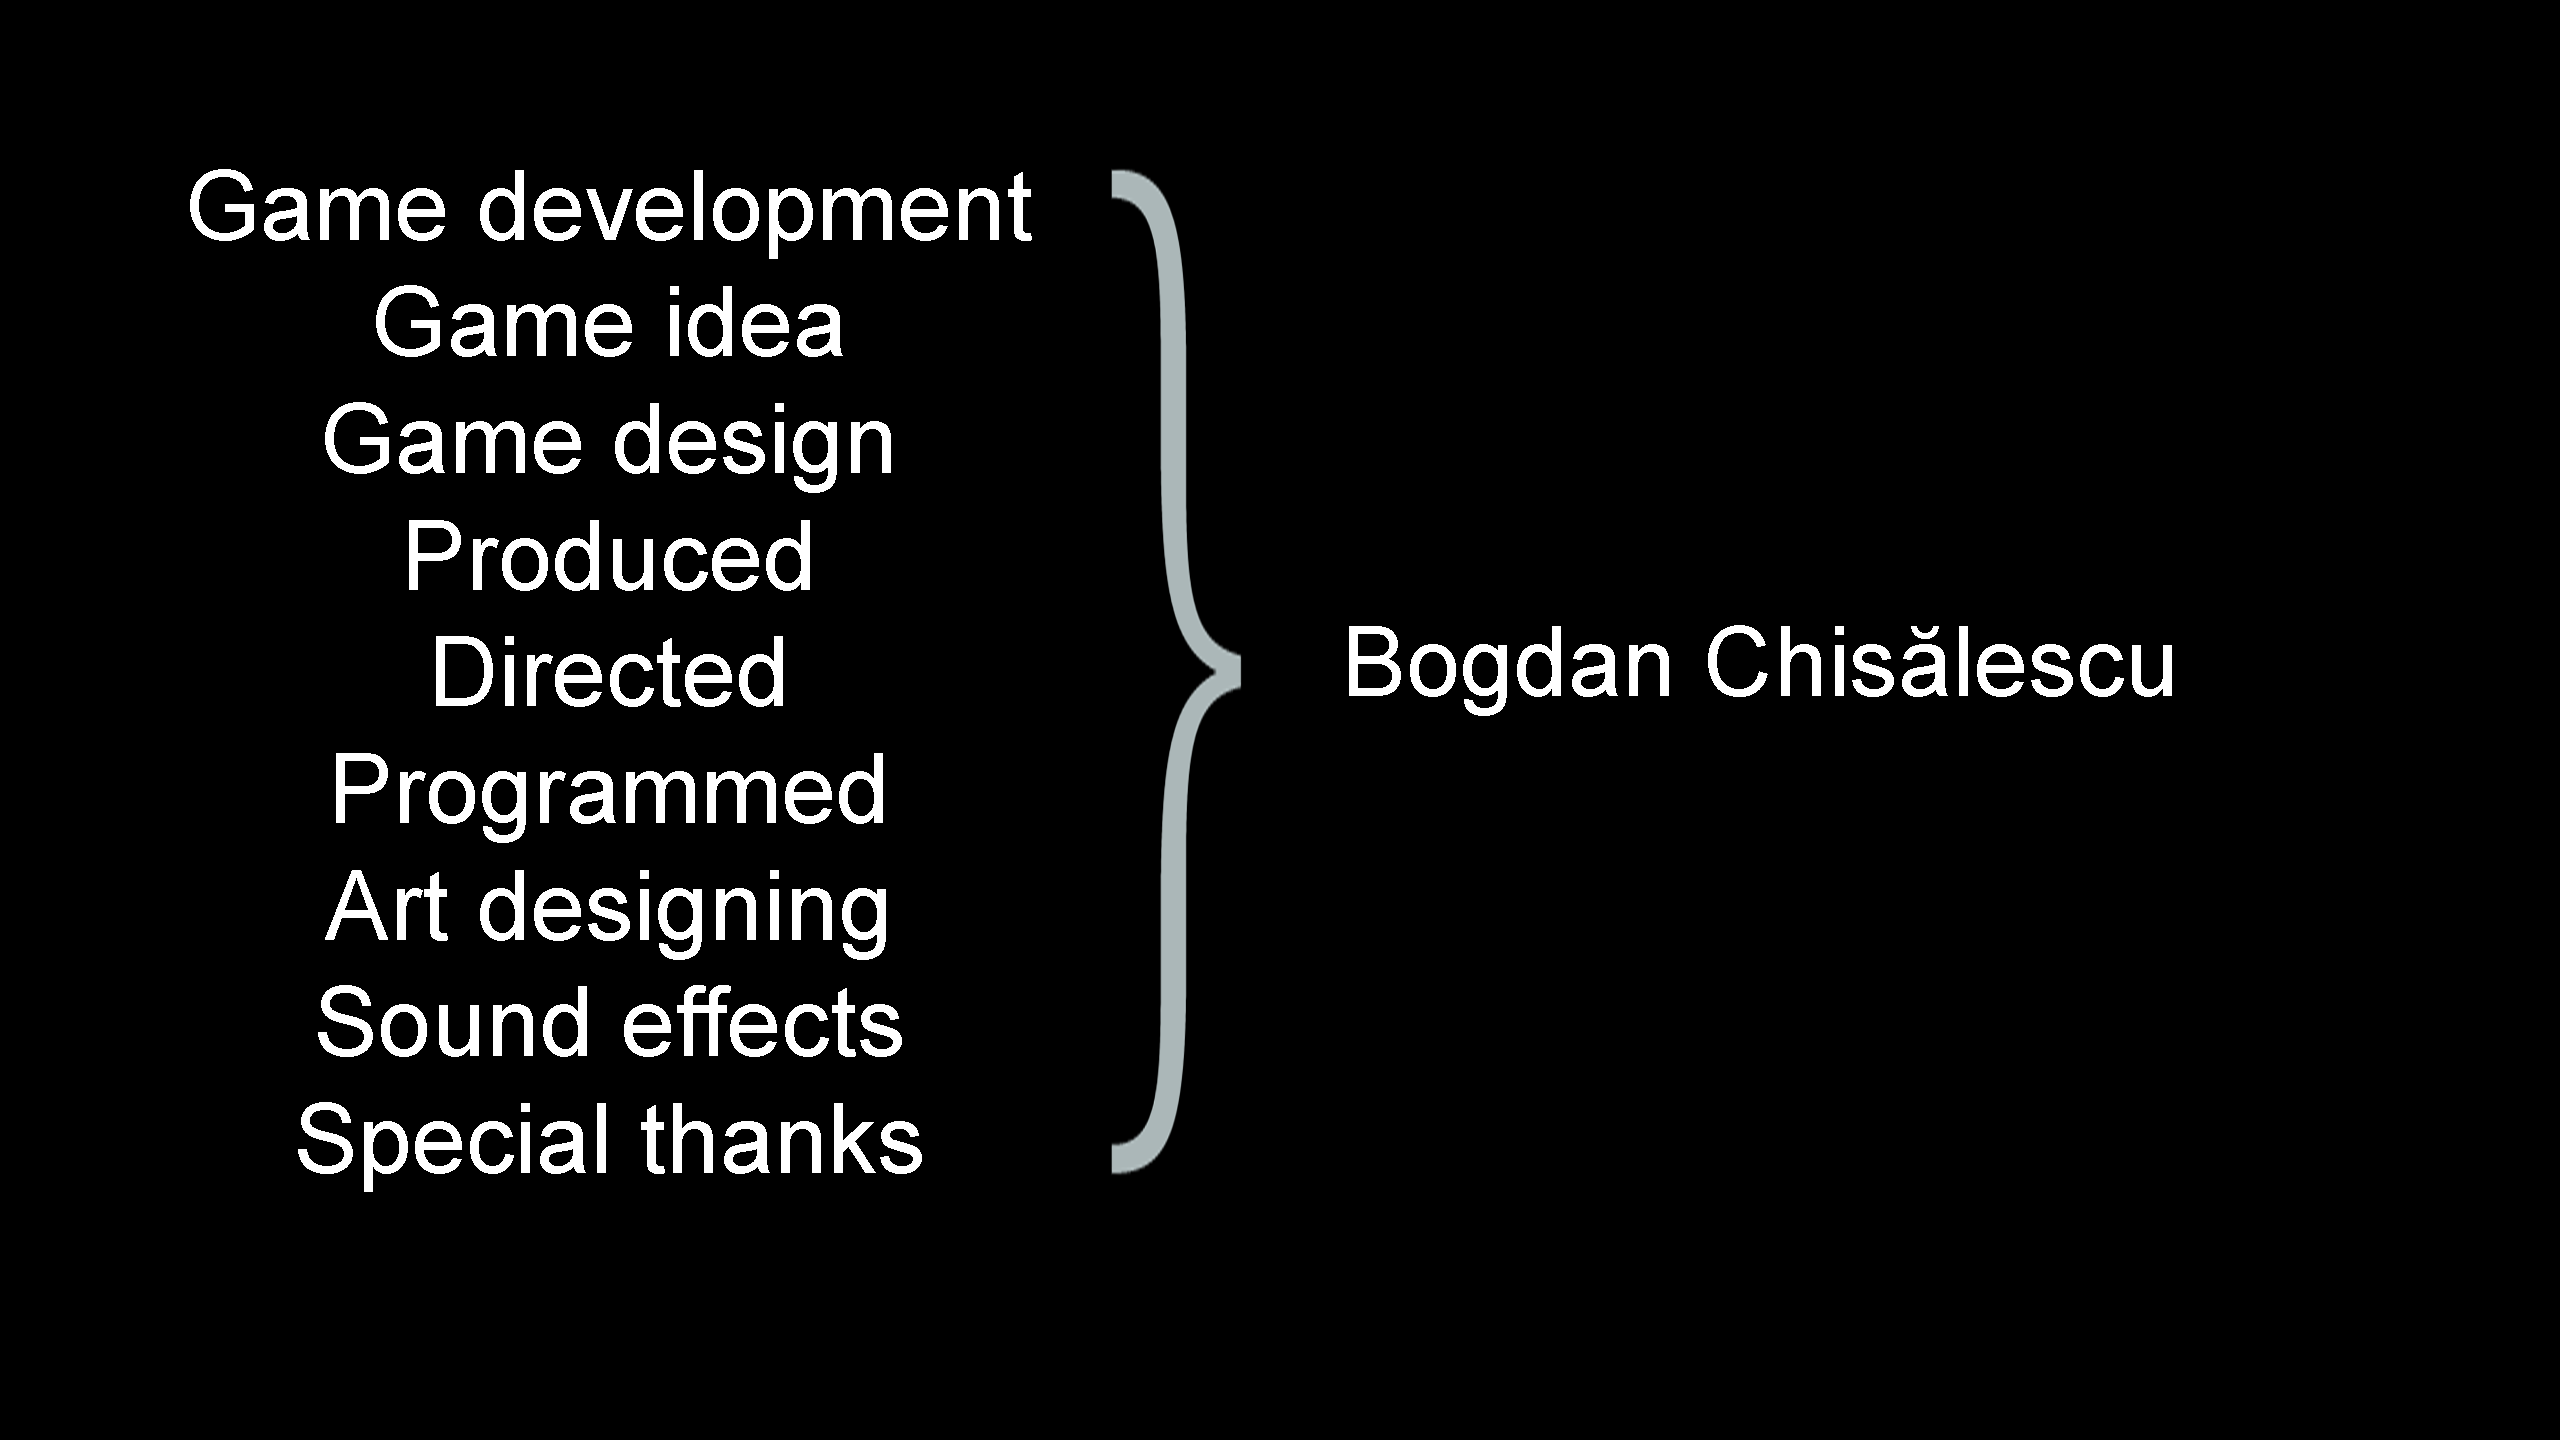 Game development
Game idea
Game design
Produced
Directed
Programmed
Art designing
Sound effects
Special thanks
Bogdan Chisălescu